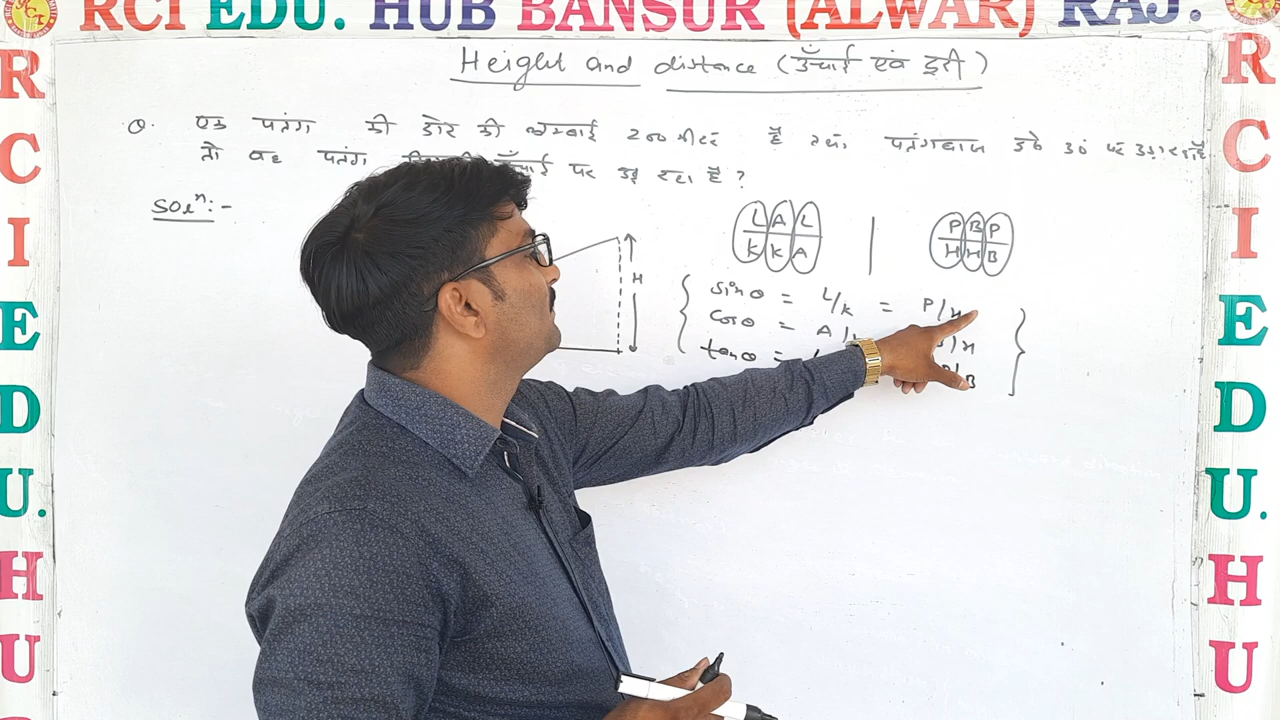 RCI EDU. HUB BANSUR (ALWAR) RAJ.
Height and distance (ऊँचाई एवं दूरी)
Q. एक पतंग की डोर की लम्बाई 200 मीटर है तथा पतंगबाज उसे 30 पर उड़ा रहा है
तो वह पतंग ऊँचाई पर उड़ रहा है ?
Solⁿ:-
L A L | P B P
K K A | H H B
H
sinθ = L/K = P/H
cosθ = A/ /H
tanθ = P/B
R C I E D U. H U
R C I E D U. H U